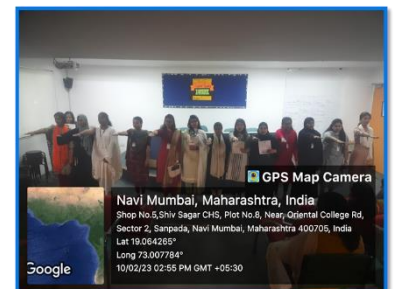 GPS Map Camera
Navi Mumbai, Maharashtra, India
Shop No.5,Shiv Sagar CHS, Plot No.8, Near, Oriental College Rd,
Sector 2, Sanpada, Navi Mumbai, Maharashtra 400705, India
Lat 19.064265°
Long 73.007784°
10/02/23 02:55 PM GMT +05:30
Google